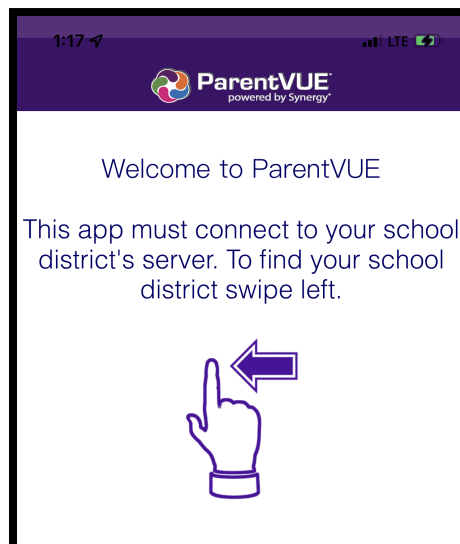 1:17
LTE
ParentVUE
powered by Synergy
Welcome to ParentVUE
This app must connect to your school
district's server. To find your school
district swipe left.